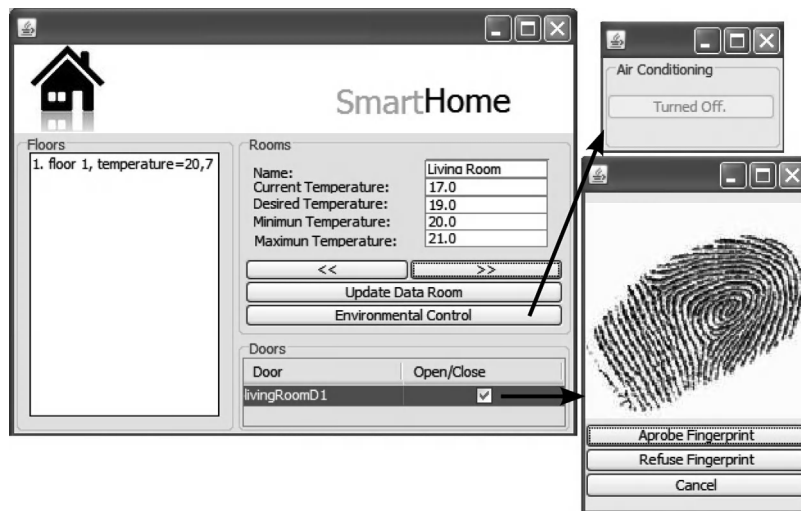 SmartHome
Floors
1. floor 1, temperature=20,7
Rooms
Name: Living Room
Current Temperature: 17.0
Desired Temperature: 19.0
Minimun Temperature: 20.0
Maximun Temperature: 21.0
<< >>
Update Data Room
Environmental Control
Doors
Door Open/Close
livingRoomD1
Air Conditioning
Turned Off.
Aprobe Fingerprint
Refuse Fingerprint
Cancel